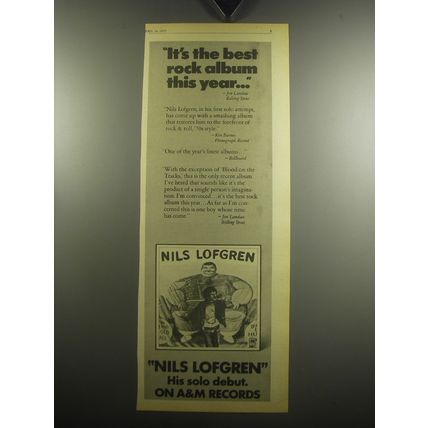 "It's the best
rock album
this year..."
- Jon Landau
Rolling Stone
"Nils Lofgren, in his first solo attempt,
has come up with a smashing album
that restores him to the forefront of
rock & roll, '70s style."
- Ken Barnes
Phonograph Record
"One of the year's finest albums..."
- Billboard
"With the exception of 'Blood on the
Tracks,' this is the only recent album
I've heard that sounds like it's the
product of a single person's imagina-
tion. I'm convinced...it's the best rock
album this year...As far as I'm con-
cerned this is one boy whose time
has come."
- Jon Landau
Rolling Stone
NILS LOFGREN
"NILS LOFGREN"
His solo debut.
ON A&M RECORDS